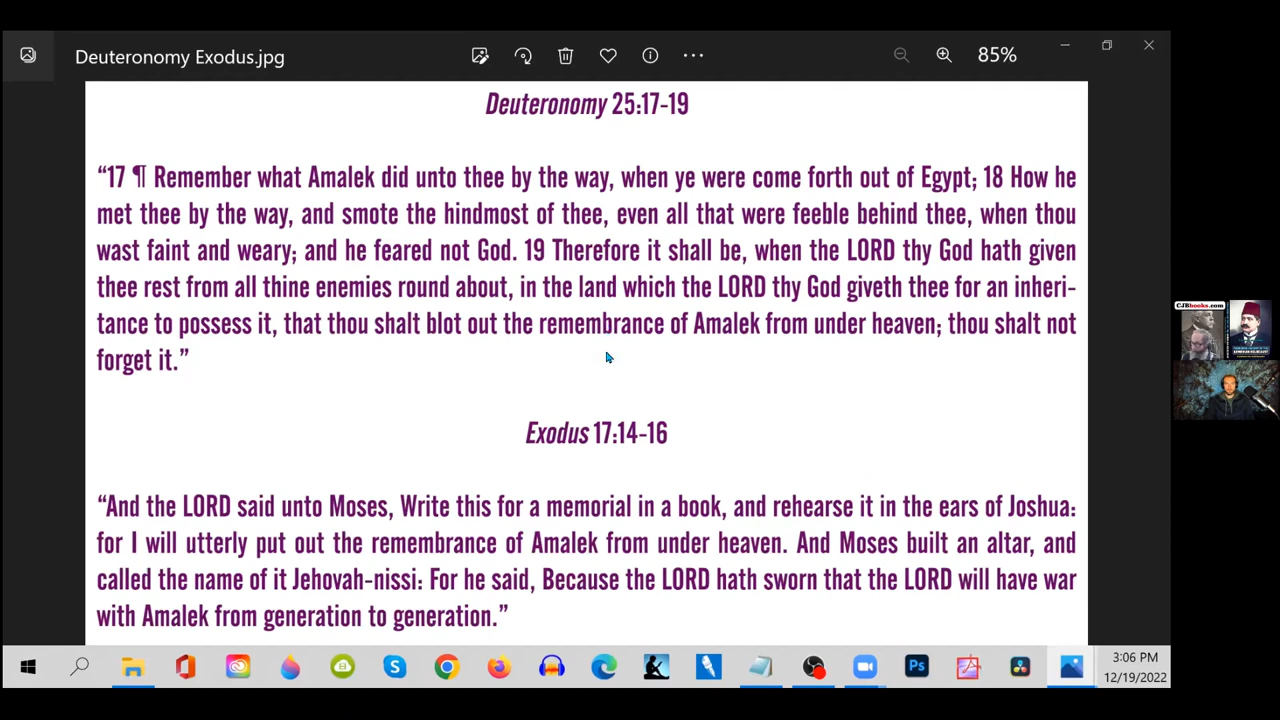 Deuteronomy Exodus.jpg
85%
Deuteronomy 25:17-19
“17 ¶ Remember what Amalek did unto thee by the way, when ye were come forth out of Egypt; 18 How he
met thee by the way, and smote the hindmost of thee, even all that were feeble behind thee, when thou
wast faint and weary; and he feared not God. 19 Therefore it shall be, when the LORD thy God hath given
thee rest from all thine enemies round about, in the land which the LORD thy God giveth thee for an inheri-
tance to possess it, that thou shalt blot out the remembrance of Amalek from under heaven; thou shalt not
forget it.”
Exodus 17:14-16
“And the LORD said unto Moses, Write this for a memorial in a book, and rehearse it in the ears of Joshua:
for I will utterly put out the remembrance of Amalek from under heaven. And Moses built an altar, and
called the name of it Jehovah-nissi: For he said, Because the LORD hath sworn that the LORD will have war
with Amalek from generation to generation.”
CJBbooks.com
Ps
3:06 PM
12/19/2022